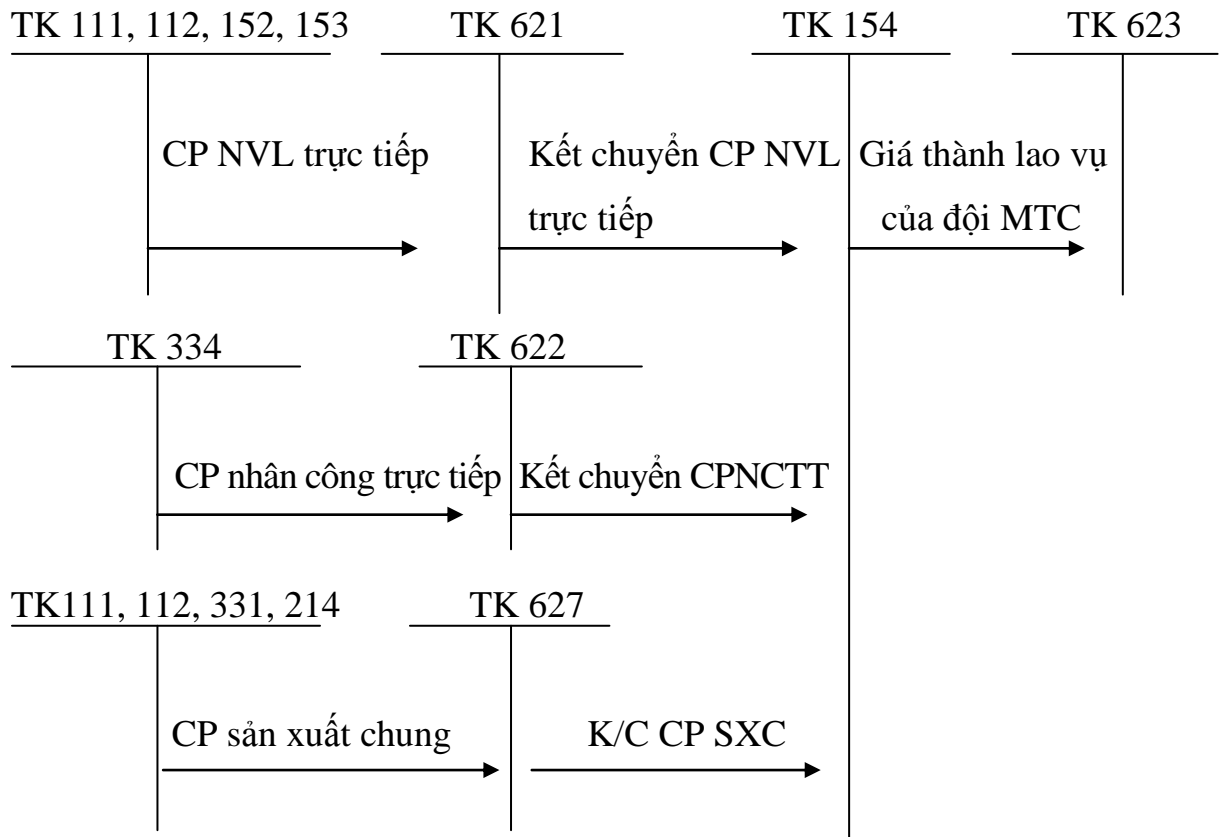 TK 111, 112, 152, 153 TK 621 TK 154 TK 623
CP NVL trực tiếp Kết chuyển CP NVL Giá thành lao vụ
trực tiếp của đội MTC
TK 334 TK 622
CP nhân công trực tiếp Kết chuyển CPNCTT
TK111, 112, 331, 214 TK 627
CP sản xuất chung K/C CP SXC